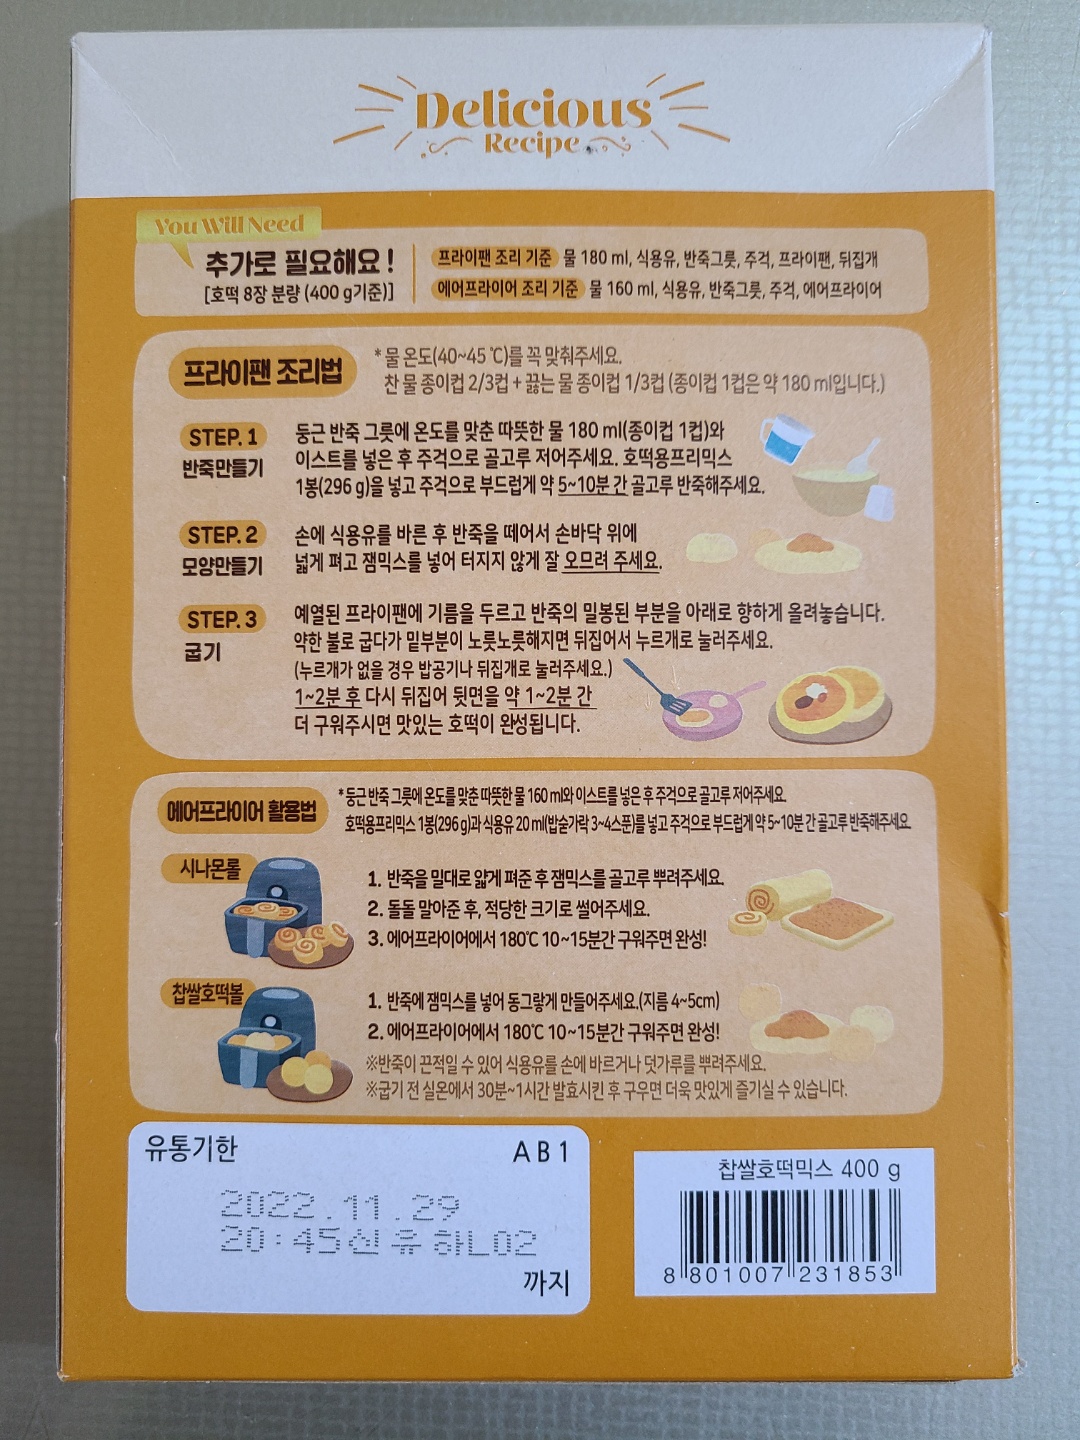 Delicious
Recipe
You Will Need
추가로 필요해요!
[호떡 8장 분량 (400 g기준)]
프라이팬 조리 기준 물 180 ml, 식용유, 반죽그릇, 주걱, 프라이팬, 뒤집개
에어프라이어 조리 기준 물 160 ml, 식용유, 반죽그릇, 주걱, 에어프라이어
프라이팬 조리법
* 물 온도(40~45 ℃)를 꼭 맞춰주세요.
찬 물 종이컵 2/3컵 + 끓는 물 종이컵 1/3컵 (종이컵 1컵은 약 180 ml입니다.)
STEP. 1
반죽만들기
둥근 반죽 그릇에 온도를 맞춘 따뜻한 물 180 ml(종이컵 1컵)와
이스트를 넣은 후 주걱으로 골고루 저어주세요. 호떡용프리믹스
1봉(296 g)을 넣고 주걱으로 부드럽게 약 5~10분 간 골고루 반죽해주세요.
STEP. 2
모양만들기
손에 식용유를 바른 후 반죽을 떼어서 손바닥 위에
넓게 펴고 잼믹스를 넣어 터지지 않게 잘 오므려 주세요.
STEP. 3
굽기
예열된 프라이팬에 기름을 두르고 반죽의 밀봉된 부분을 아래로 향하게 올려놓습니다.
약한 불로 굽다가 밑부분이 노릇노릇해지면 뒤집어서 누르개로 눌러주세요.
(누르개가 없을 경우 밥공기나 뒤집개로 눌러주세요.)
1~2분 후 다시 뒤집어 뒷면을 약 1~2분 간
더 구워주시면 맛있는 호떡이 완성됩니다.
에어프라이어 활용법
* 둥근 반죽 그릇에 온도를 맞춘 따뜻한 물 160 ml와 이스트를 넣은 후 주걱으로 골고루 저어주세요.
호떡용프리믹스 1봉(296 g)과 식용유 20 ml(밥숟가락 3~4스푼)를 넣고 주걱으로 부드럽게 약 5~10분 간 골고루 반죽해주세요.
시나몬롤
1. 반죽을 밀대로 얇게 펴준 후 잼믹스를 골고루 뿌려주세요.
2. 돌돌 말아준 후, 적당한 크기로 썰어주세요.
3. 에어프라이어에서 180℃ 10~15분간 구워주면 완성!
찹쌀호떡볼
1. 반죽에 잼믹스를 넣어 동그랗게 만들어주세요.(지름 4~5cm)
2. 에어프라이어에서 180℃ 10~15분간 구워주면 완성!
※반죽이 끈적일 수 있어 식용유를 손에 바르거나 덧가루를 뿌려주세요.
※굽기 전 실온에서 30분~1시간 발효시킨 후 구우면 더욱 맛있게 즐기실 수 있습니다.
유통기한 A B 1
2022.11.29
20:45신유하L02
까지
찹쌀호떡믹스 400 g
8 801007 231853